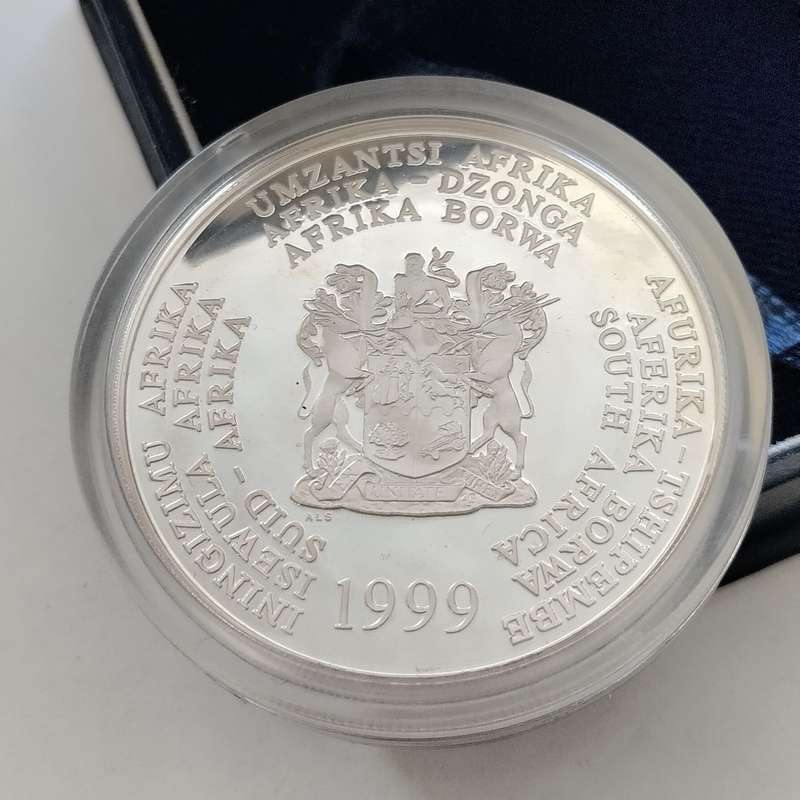 UMZANTSI AFRIKA
AFRIKA-DZONGA
AFRIKA BORWA
AFURIKA-TSHIPEMBE
AFERIKA BORWA
SOUTH AFRICA
ININGIZIMU AFRIKA
ISEWULA AFRIKA
SUID-AFRIKA
ALS
1999